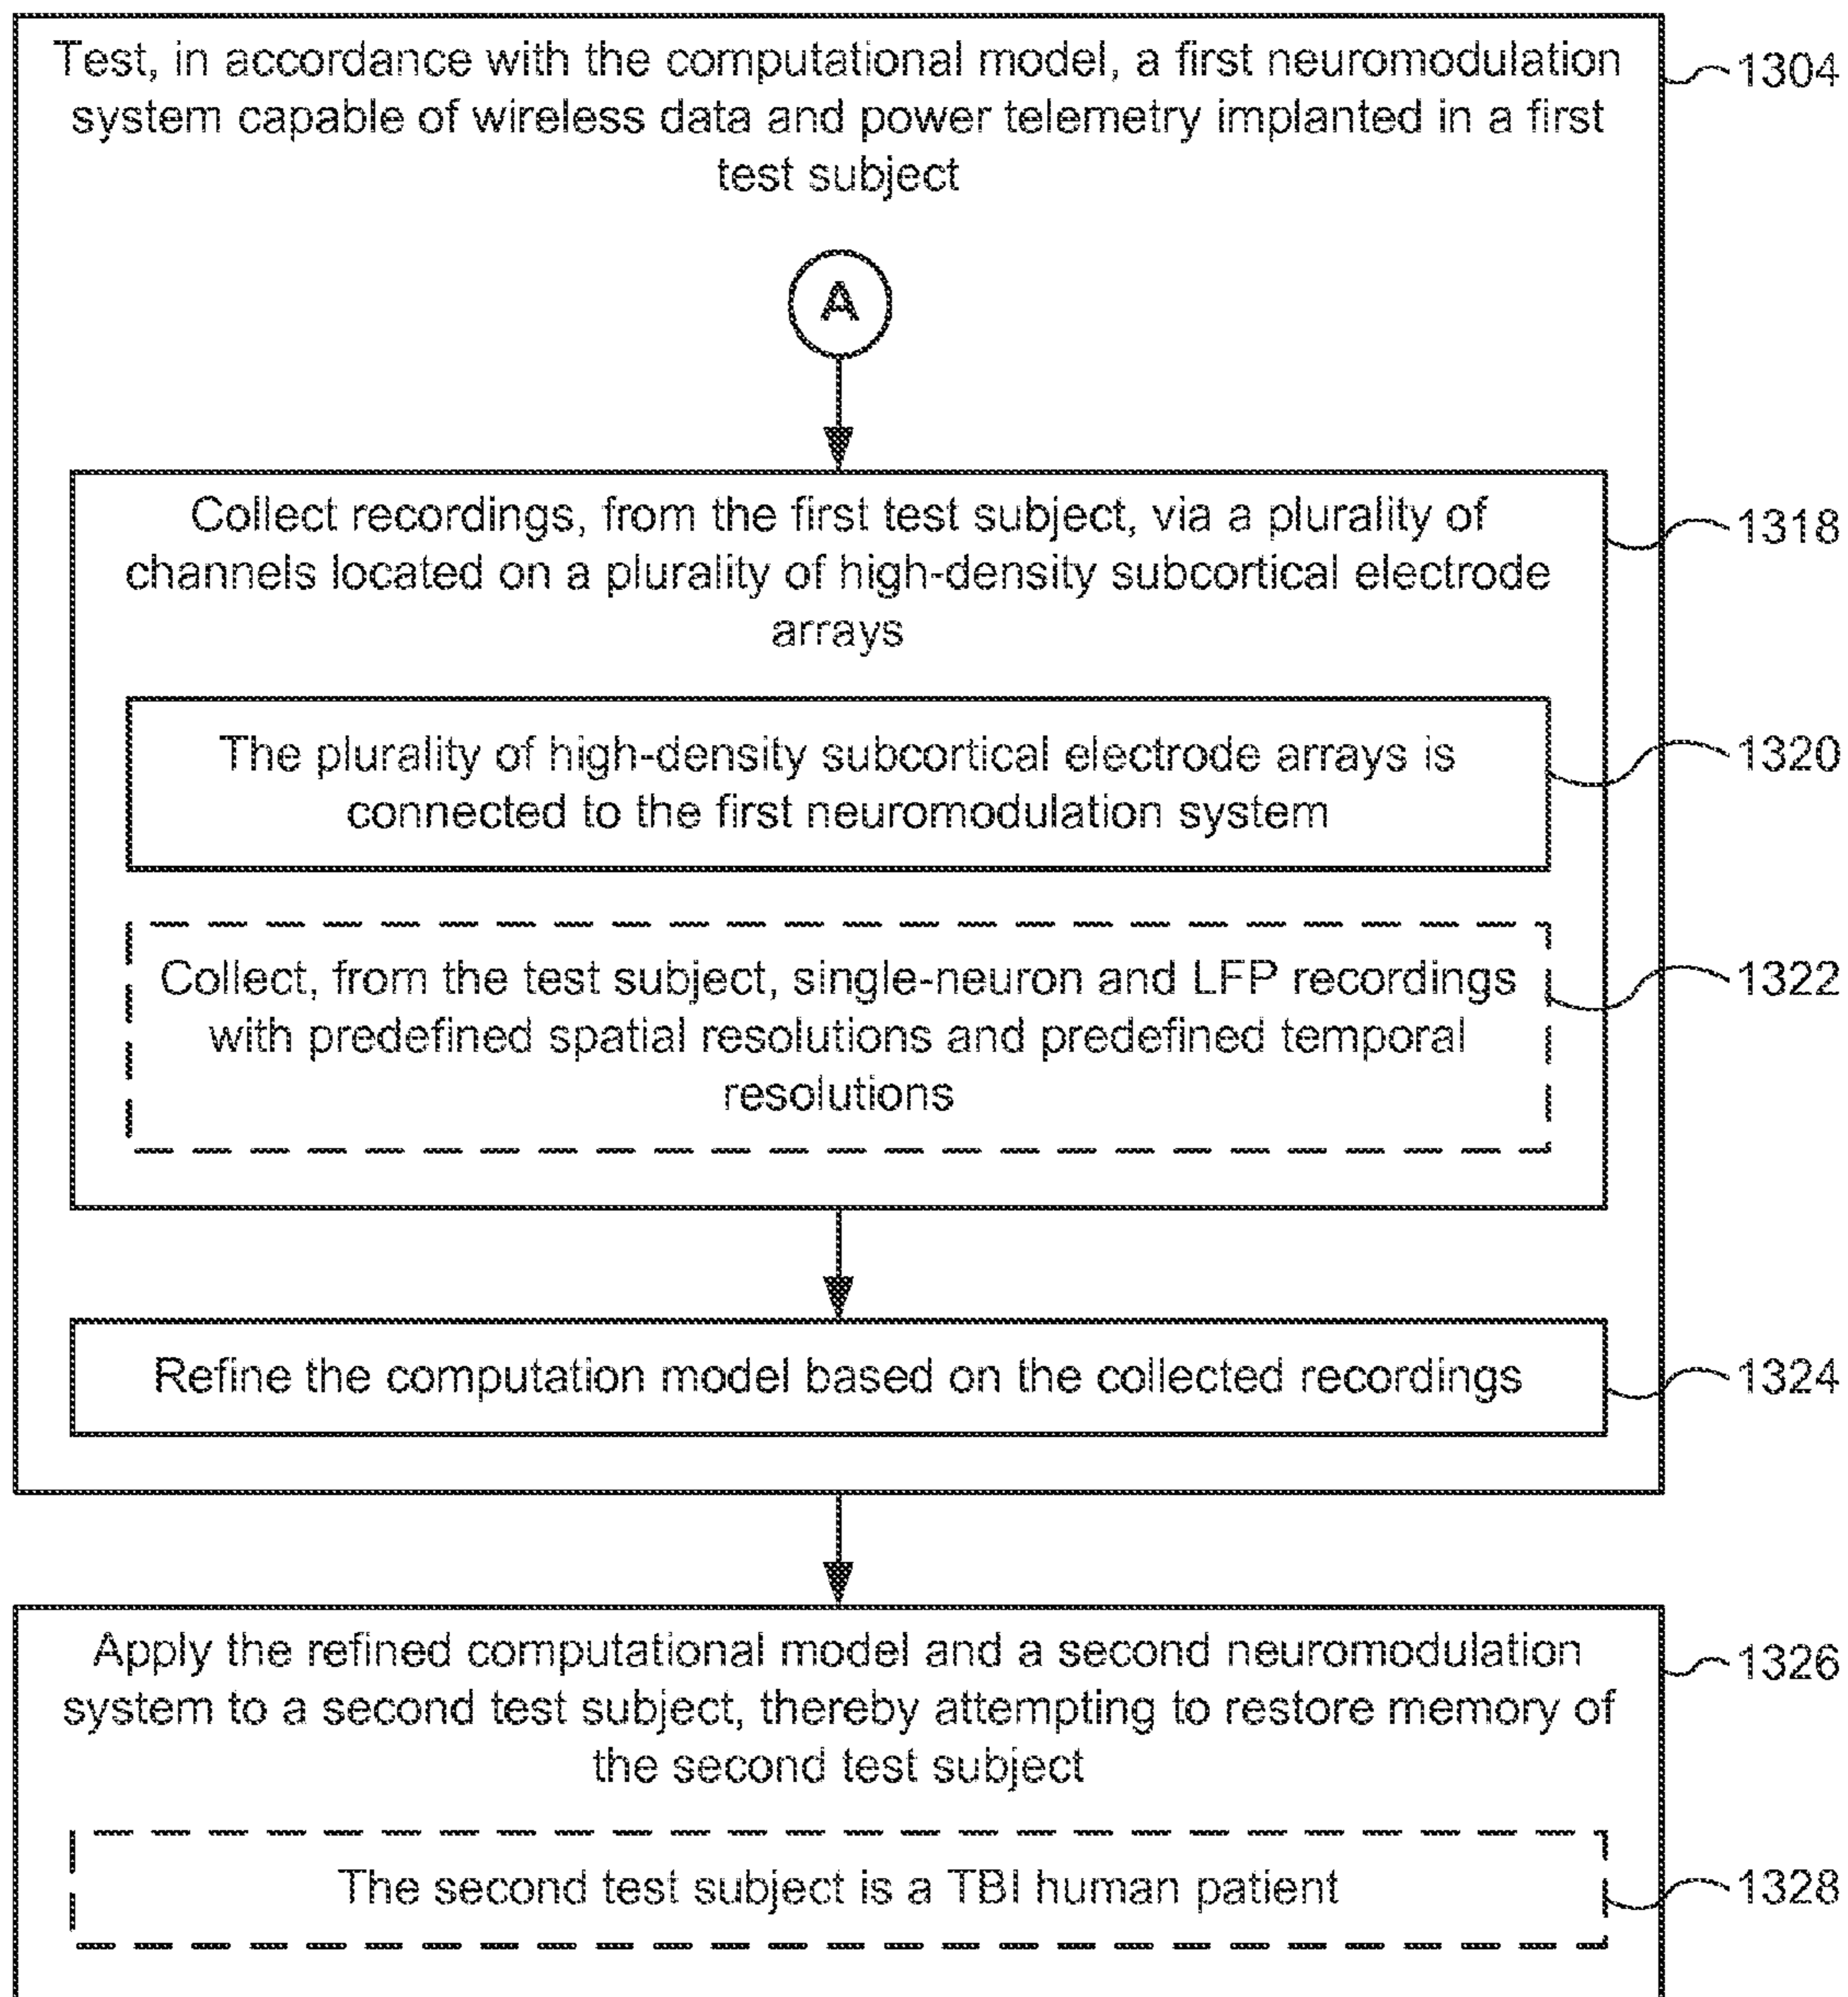 Test, in accordance with the computational model, a first neuromodulation
system capable of wireless data and power telemetry implanted in a first
test subject
1304
A
Collect recordings, from the first test subject, via a plurality of
channels located on a plurality of high-density subcortical electrode
arrays
1318
The plurality of high-density subcortical electrode arrays is
connected to the first neuromodulation system
1320
Collect, from the test subject, single-neuron and LFP recordings
with predefined spatial resolutions and predefined temporal
resolutions
1322
Refine the computation model based on the collected recordings
1324
Apply the refined computational model and a second neuromodulation
system to a second test subject, thereby attempting to restore memory of
the second test subject
1326
The second test subject is a TBI human patient
1328